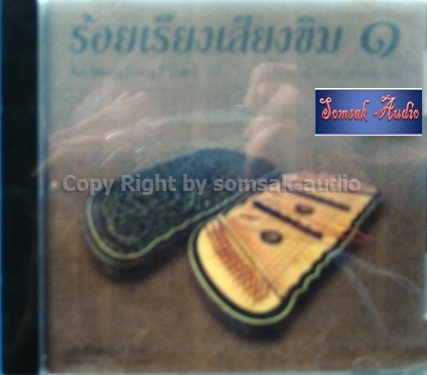 ร้อยเรียงเสียงขิม ๑
Somsak -Audio
Copy Right by somsak-audio